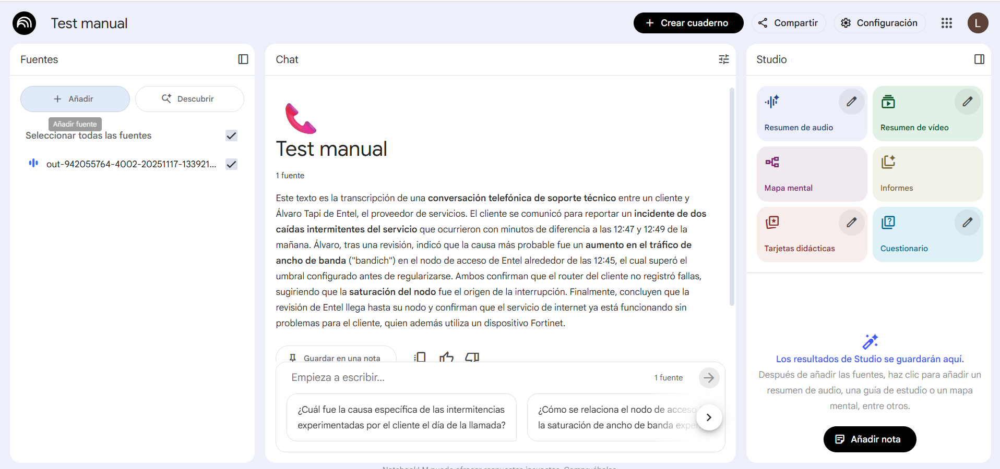 Test manual
Crear cuaderno
Compartir
Configuración
L
Fuentes
Añadir
Descubrir
Añadir fuente
Seleccionar todas las fuentes
out-942055764-4002-20251117-133921...
Chat
Test manual
1 fuente
Este texto es la transcripción de una conversación telefónica de soporte técnico entre un cliente y
Álvaro Tapi de Entel, el proveedor de servicios. El cliente se comunicó para reportar un incidente de dos
caídas intermitentes del servicio que ocurrieron con minutos de diferencia a las 12:47 y 12:49 de la
mañana. Álvaro, tras una revisión, indicó que la causa más probable fue un aumento en el tráfico de
ancho de banda ("bandich") en el nodo de acceso de Entel alrededor de las 12:45, el cual superó el
umbral configurado antes de regularizarse. Ambos confirman que el router del cliente no registró fallas,
sugiriendo que la saturación del nodo fue el origen de la interrupción. Finalmente, concluyen que la
revisión de Entel llega hasta su nodo y confirman que el servicio de internet ya está funcionando sin
problemas para el cliente, quien además utiliza un dispositivo Fortinet.
Guardar en una nota
Empieza a escribir...
1 fuente
¿Cuál fue la causa específica de las intermitencias
experimentadas por el cliente el día de la llamada?
¿Cómo se relaciona el nodo de acceso
la saturación de ancho de banda
NotebookLM puede ofrecer respuestas inexactas. Compruébalas.
Studio
Resumen de audio
Resumen de vídeo
Mapa mental
Informes
Tarjetas didácticas
Cuestionario
Los resultados de Studio se guardarán aquí.
Después de añadir las fuentes, haz clic para añadir un
resumen de audio, una guía de estudio o un mapa
mental, entre otros.
Añadir nota